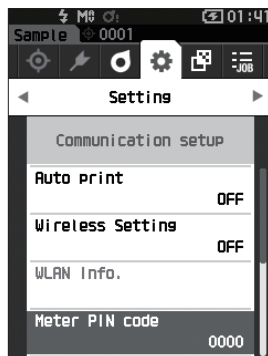 M 01:41
Sample 0001
-JOB
Setting
Communication setup
Auto print
OFF
Wireless Setting
OFF
WLAN Info.
Meter PIN code
0000